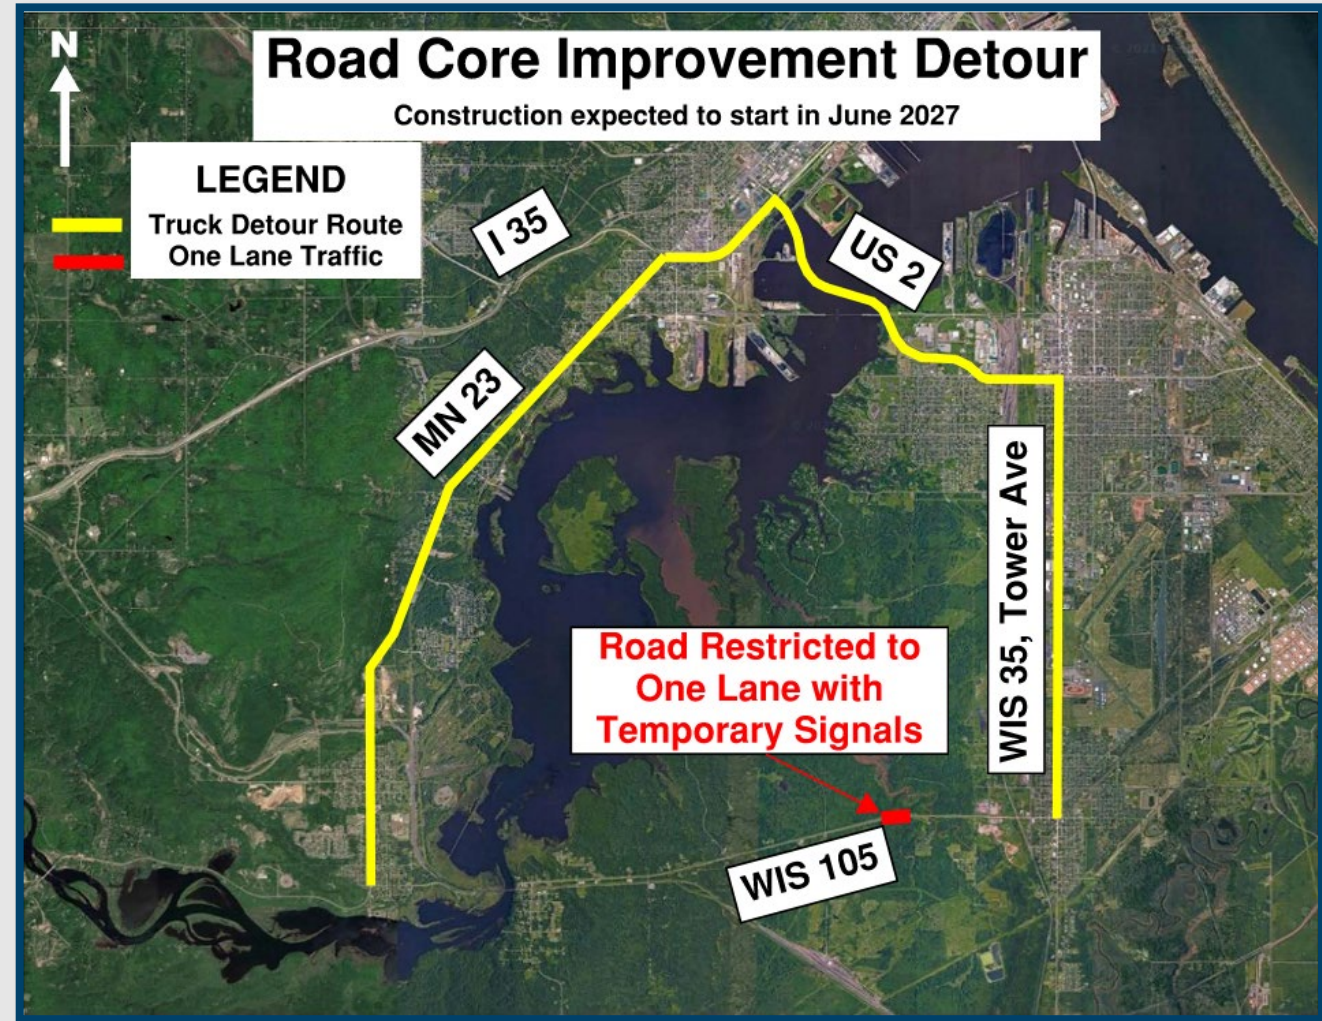 N
Road Core Improvement Detour
Construction expected to start in June 2027
LEGEND
Truck Detour Route
One Lane Traffic
I 35
US 2
MN 23
WIS 35, Tower Ave
Road Restricted to
One Lane with
Temporary Signals
WIS 105